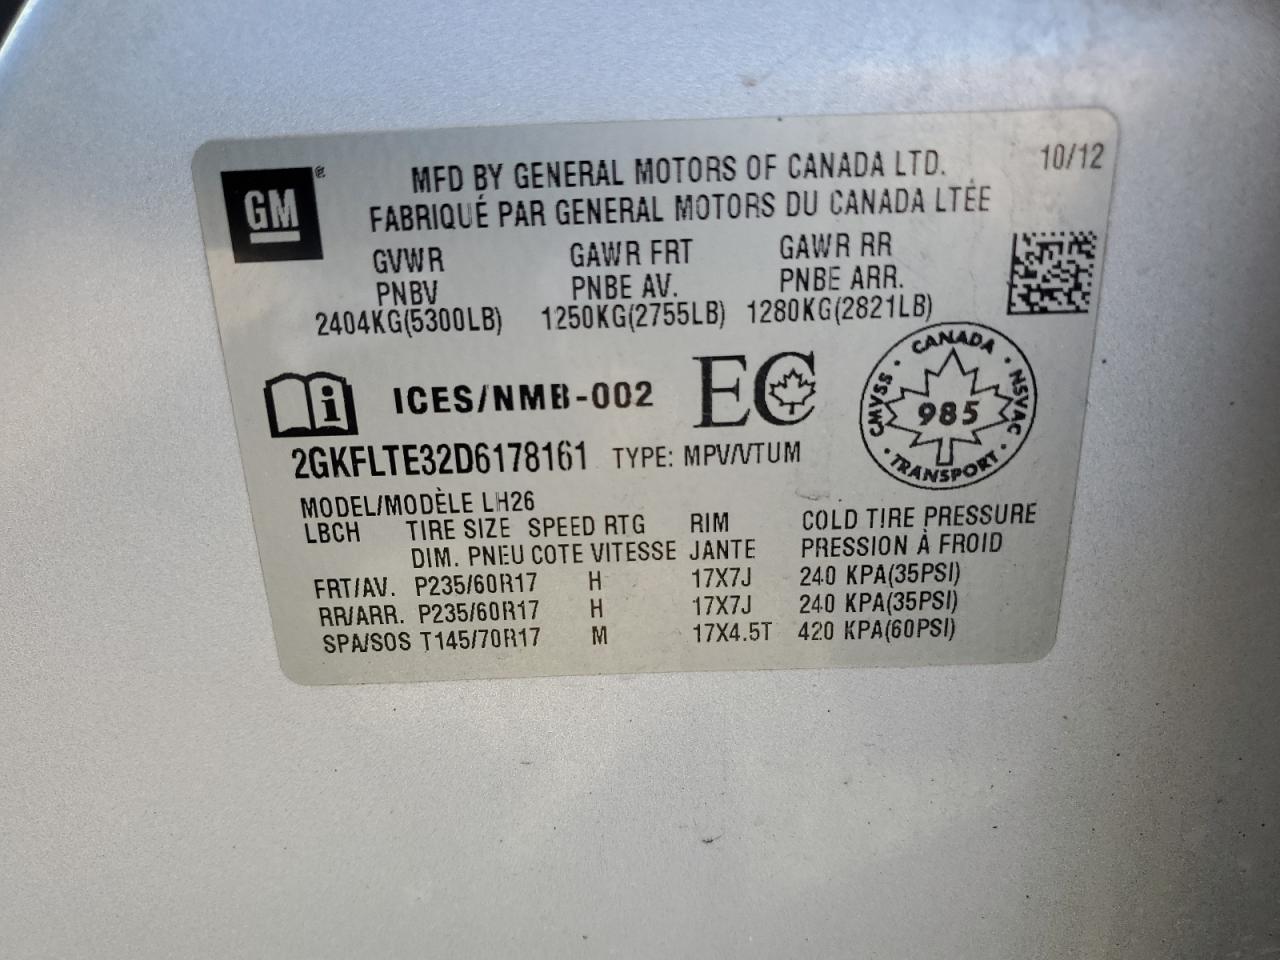 GM ®
MFD BY GENERAL MOTORS OF CANADA LTD. 10/12
FABRIQUÉ PAR GENERAL MOTORS DU CANADA LTÉE
GVWR GAWR FRT GAWR RR
PNBV PNBE AV. PNBE ARR.
2404KG(5300LB) 1250KG(2755LB) 1280KG(2821LB)
i ICES/NMB-002 EC
CANADA · NSVAC · TRANSPORT · CMVSS ·
985
2GKFLTE32D6178161 TYPE: MPV/VTUM
MODEL/MODÈLE LH26
LBCH TIRE SIZE SPEED RTG RIM COLD TIRE PRESSURE
DIM. PNEU COTE VITESSE JANTE PRESSION À FROID
FRT/AV. P235/60R17 H 17X7J 240 KPA(35PSI)
RR/ARR. P235/60R17 H 17X7J 240 KPA(35PSI)
SPA/SOS T145/70R17 M 17X4.5T 420 KPA(60PSI)